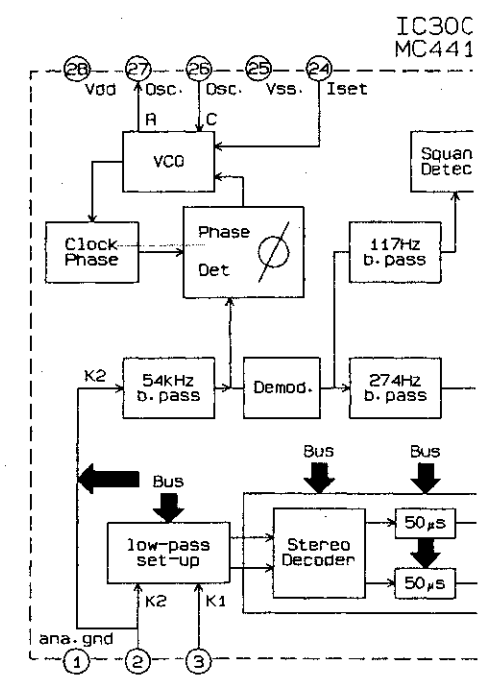 IC30C
MC441
28 27 26 25 24
Vdd Osc. Osc. Vss. Iset
R C
VCO
Squan
Detec
Clock
Phase
Phase
Det
117Hz
b.pass
K2
54kHz
b.pass
Demod.
274Hz
b.pass
Bus Bus
Bus
low-pass
set-up
Stereo
Decoder
50µs
50µs
K2 K1
ana.gnd
1 2 3